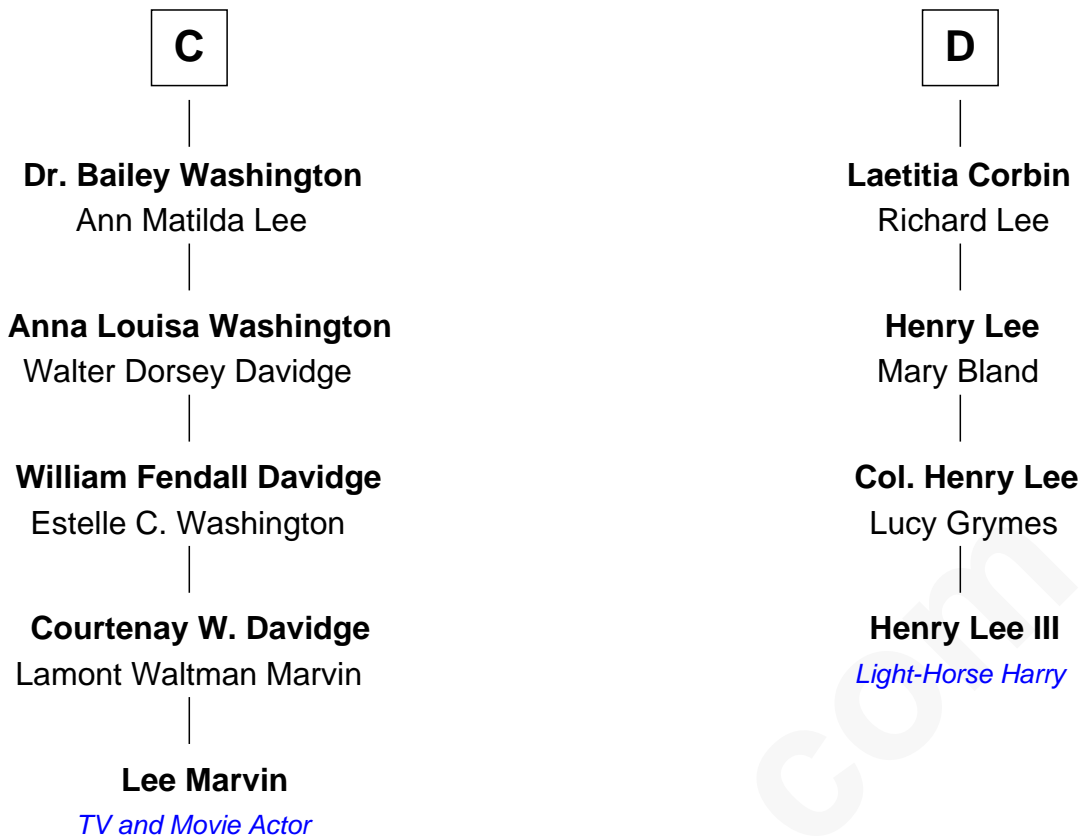 C
Dr. Bailey Washington
Ann Matilda Lee
Anna Louisa Washington
Walter Dorsey Davidge
William Fendall Davidge
Estelle C. Washington
Courtenay W. Davidge
Lamont Waltman Marvin
Lee Marvin
TV and Movie Actor
D
Laetitia Corbin
Richard Lee
Henry Lee
Mary Bland
Col. Henry Lee
Lucy Grymes
Henry Lee III
Light-Horse Harry
com